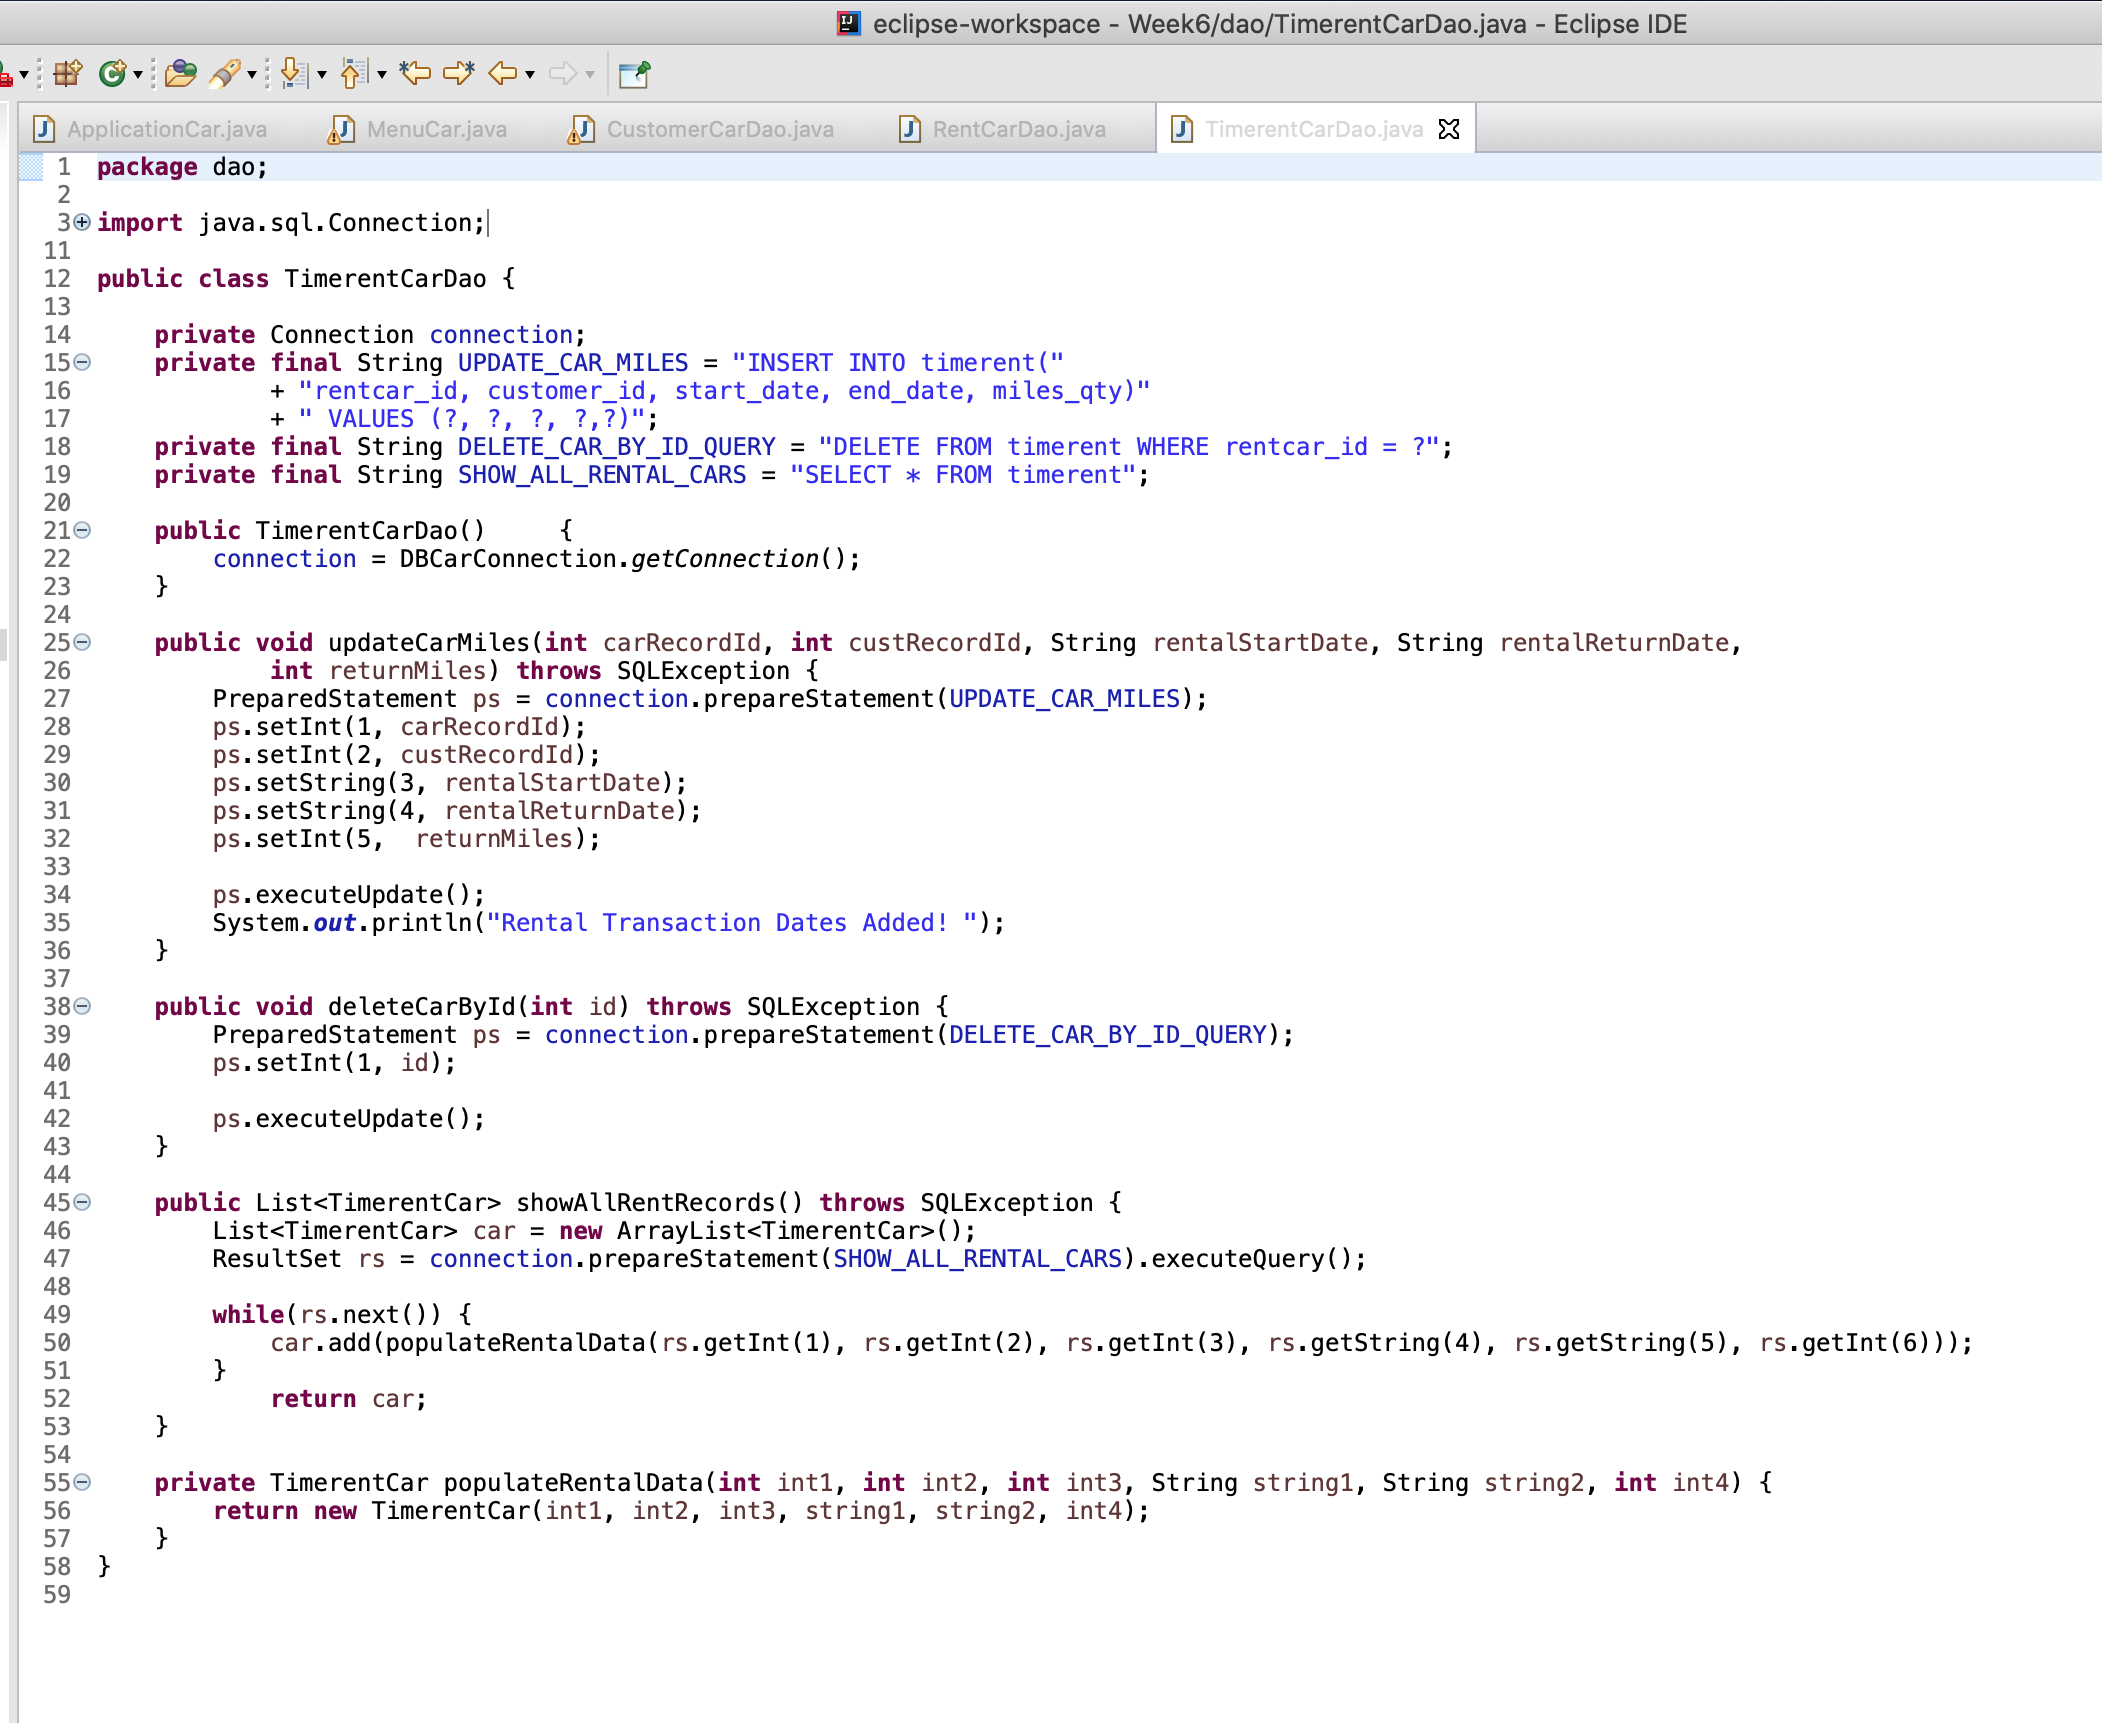 eclipse-workspace - Week6/dao/TimerentCarDao.java - Eclipse IDE
ApplicationCar.java MenuCar.java CustomerCarDao.java RentCarDao.java TimerentCarDao.java
1 package dao;
2
3 import java.sql.Connection;
11
12 public class TimerentCarDao {
13
14     private Connection connection;
15     private final String UPDATE_CAR_MILES = "INSERT INTO timerent("
16             + "rentcar_id, customer_id, start_date, end_date, miles_qty)"
17             + " VALUES (?, ?, ?, ?,?)";
18     private final String DELETE_CAR_BY_ID_QUERY = "DELETE FROM timerent WHERE rentcar_id = ?";
19     private final String SHOW_ALL_RENTAL_CARS = "SELECT * FROM timerent";
20
21     public TimerentCarDao()     {
22         connection = DBCarConnection.getConnection();
23     }
24
25     public void updateCarMiles(int carRecordId, int custRecordId, String rentalStartDate, String rentalReturnDate,
26             int returnMiles) throws SQLException {
27         PreparedStatement ps = connection.prepareStatement(UPDATE_CAR_MILES);
28         ps.setInt(1, carRecordId);
29         ps.setInt(2, custRecordId);
30         ps.setString(3, rentalStartDate);
31         ps.setString(4, rentalReturnDate);
32         ps.setInt(5,  returnMiles);
33
34         ps.executeUpdate();
35         System.out.println("Rental Transaction Dates Added! ");
36     }
37
38     public void deleteCarById(int id) throws SQLException {
39         PreparedStatement ps = connection.prepareStatement(DELETE_CAR_BY_ID_QUERY);
40         ps.setInt(1, id);
41
42         ps.executeUpdate();
43     }
44
45     public List<TimerentCar> showAllRentRecords() throws SQLException {
46         List<TimerentCar> car = new ArrayList<TimerentCar>();
47         ResultSet rs = connection.prepareStatement(SHOW_ALL_RENTAL_CARS).executeQuery();
48
49         while(rs.next()) {
50             car.add(populateRentalData(rs.getInt(1), rs.getInt(2), rs.getInt(3), rs.getString(4), rs.getString(5), rs.getInt(6)));
51         }
52             return car;
53     }
54
55     private TimerentCar populateRentalData(int int1, int int2, int int3, String string1, String string2, int int4) {
56         return new TimerentCar(int1, int2, int3, string1, string2, int4);
57     }
58 }
59